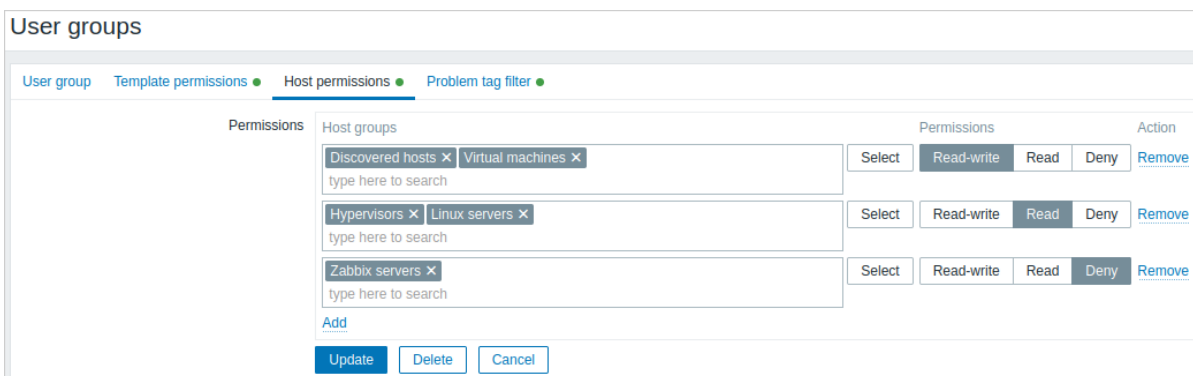 User groups
User group Template permissions Host permissions Problem tag filter
Permissions Host groups Permissions Action
Discovered hosts Virtual machines Select Read-write Read Deny Remove
type here to search
Hypervisors Linux servers Select Read-write Read Deny Remove
type here to search
Zabbix servers Select Read-write Read Deny Remove
type here to search
Add
Update Delete Cancel